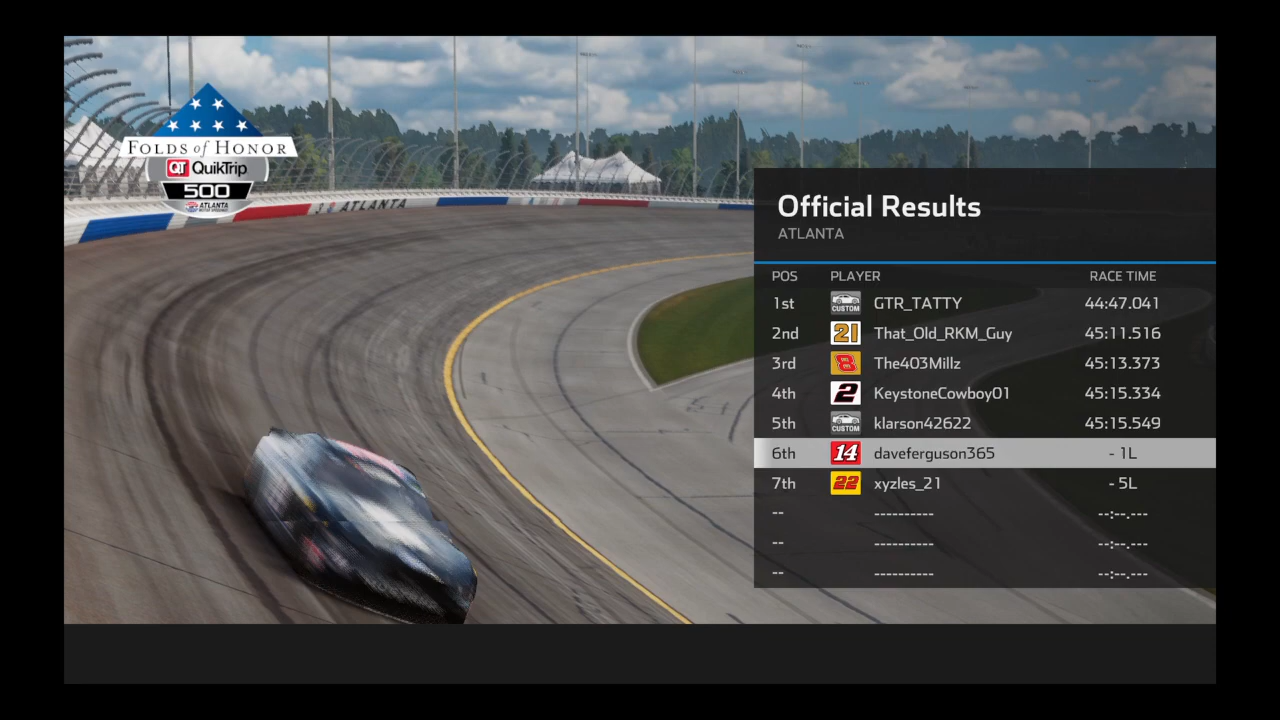 FOLDS of HONOR
QT QuikTrip
500
ATLANTA
ATLANTA
Official Results
ATLANTA
POS PLAYER RACE TIME
1st CUSTOM GTR_TATTY 44:47.041
2nd 21 That_Old_RKM_Guy 45:11.516
3rd 8 The403Millz 45:13.373
4th 2 KeystoneCowboy01 45:15.334
5th CUSTOM klarson42622 45:15.549
6th 14 daveferguson365 - 1L
7th 22 xyzles_21 - 5L
-- ---------- --:--.---
-- ---------- --:--.---
-- ---------- --:--.---